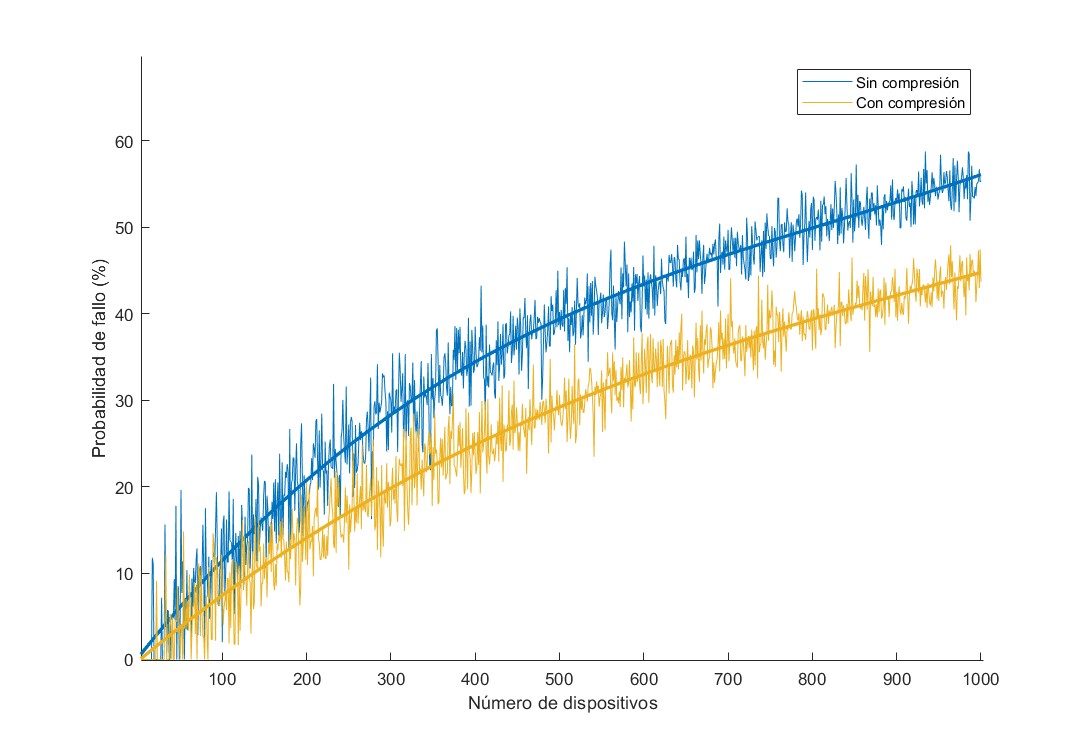 Sin compresión
Con compresión
60
50
40
30
20
10
0
Probabilidad de fallo (%)
100 200 300 400 500 600 700 800 900 1000
Número de dispositivos